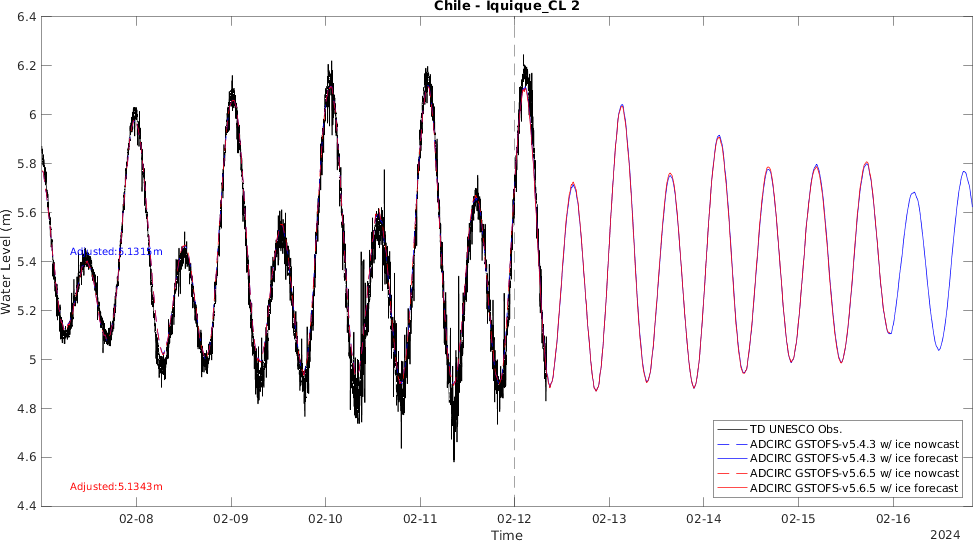 Chile - Iquique_CL 2
6.4
6.2
6
5.8
5.6
5.4
5.2
5
4.8
4.6
4.4
Water Level (m)
Adjusted:5.1315m
Adjusted:5.1343m
TD UNESCO Obs.
ADCIRC GSTOFS-v5.4.3 w/ ice nowcast
ADCIRC GSTOFS-v5.4.3 w/ ice forecast
ADCIRC GSTOFS-v5.6.5 w/ ice nowcast
ADCIRC GSTOFS-v5.6.5 w/ ice forecast
02-08 02-09 02-10 02-11 02-12 02-13 02-14 02-15 02-16
Time
2024